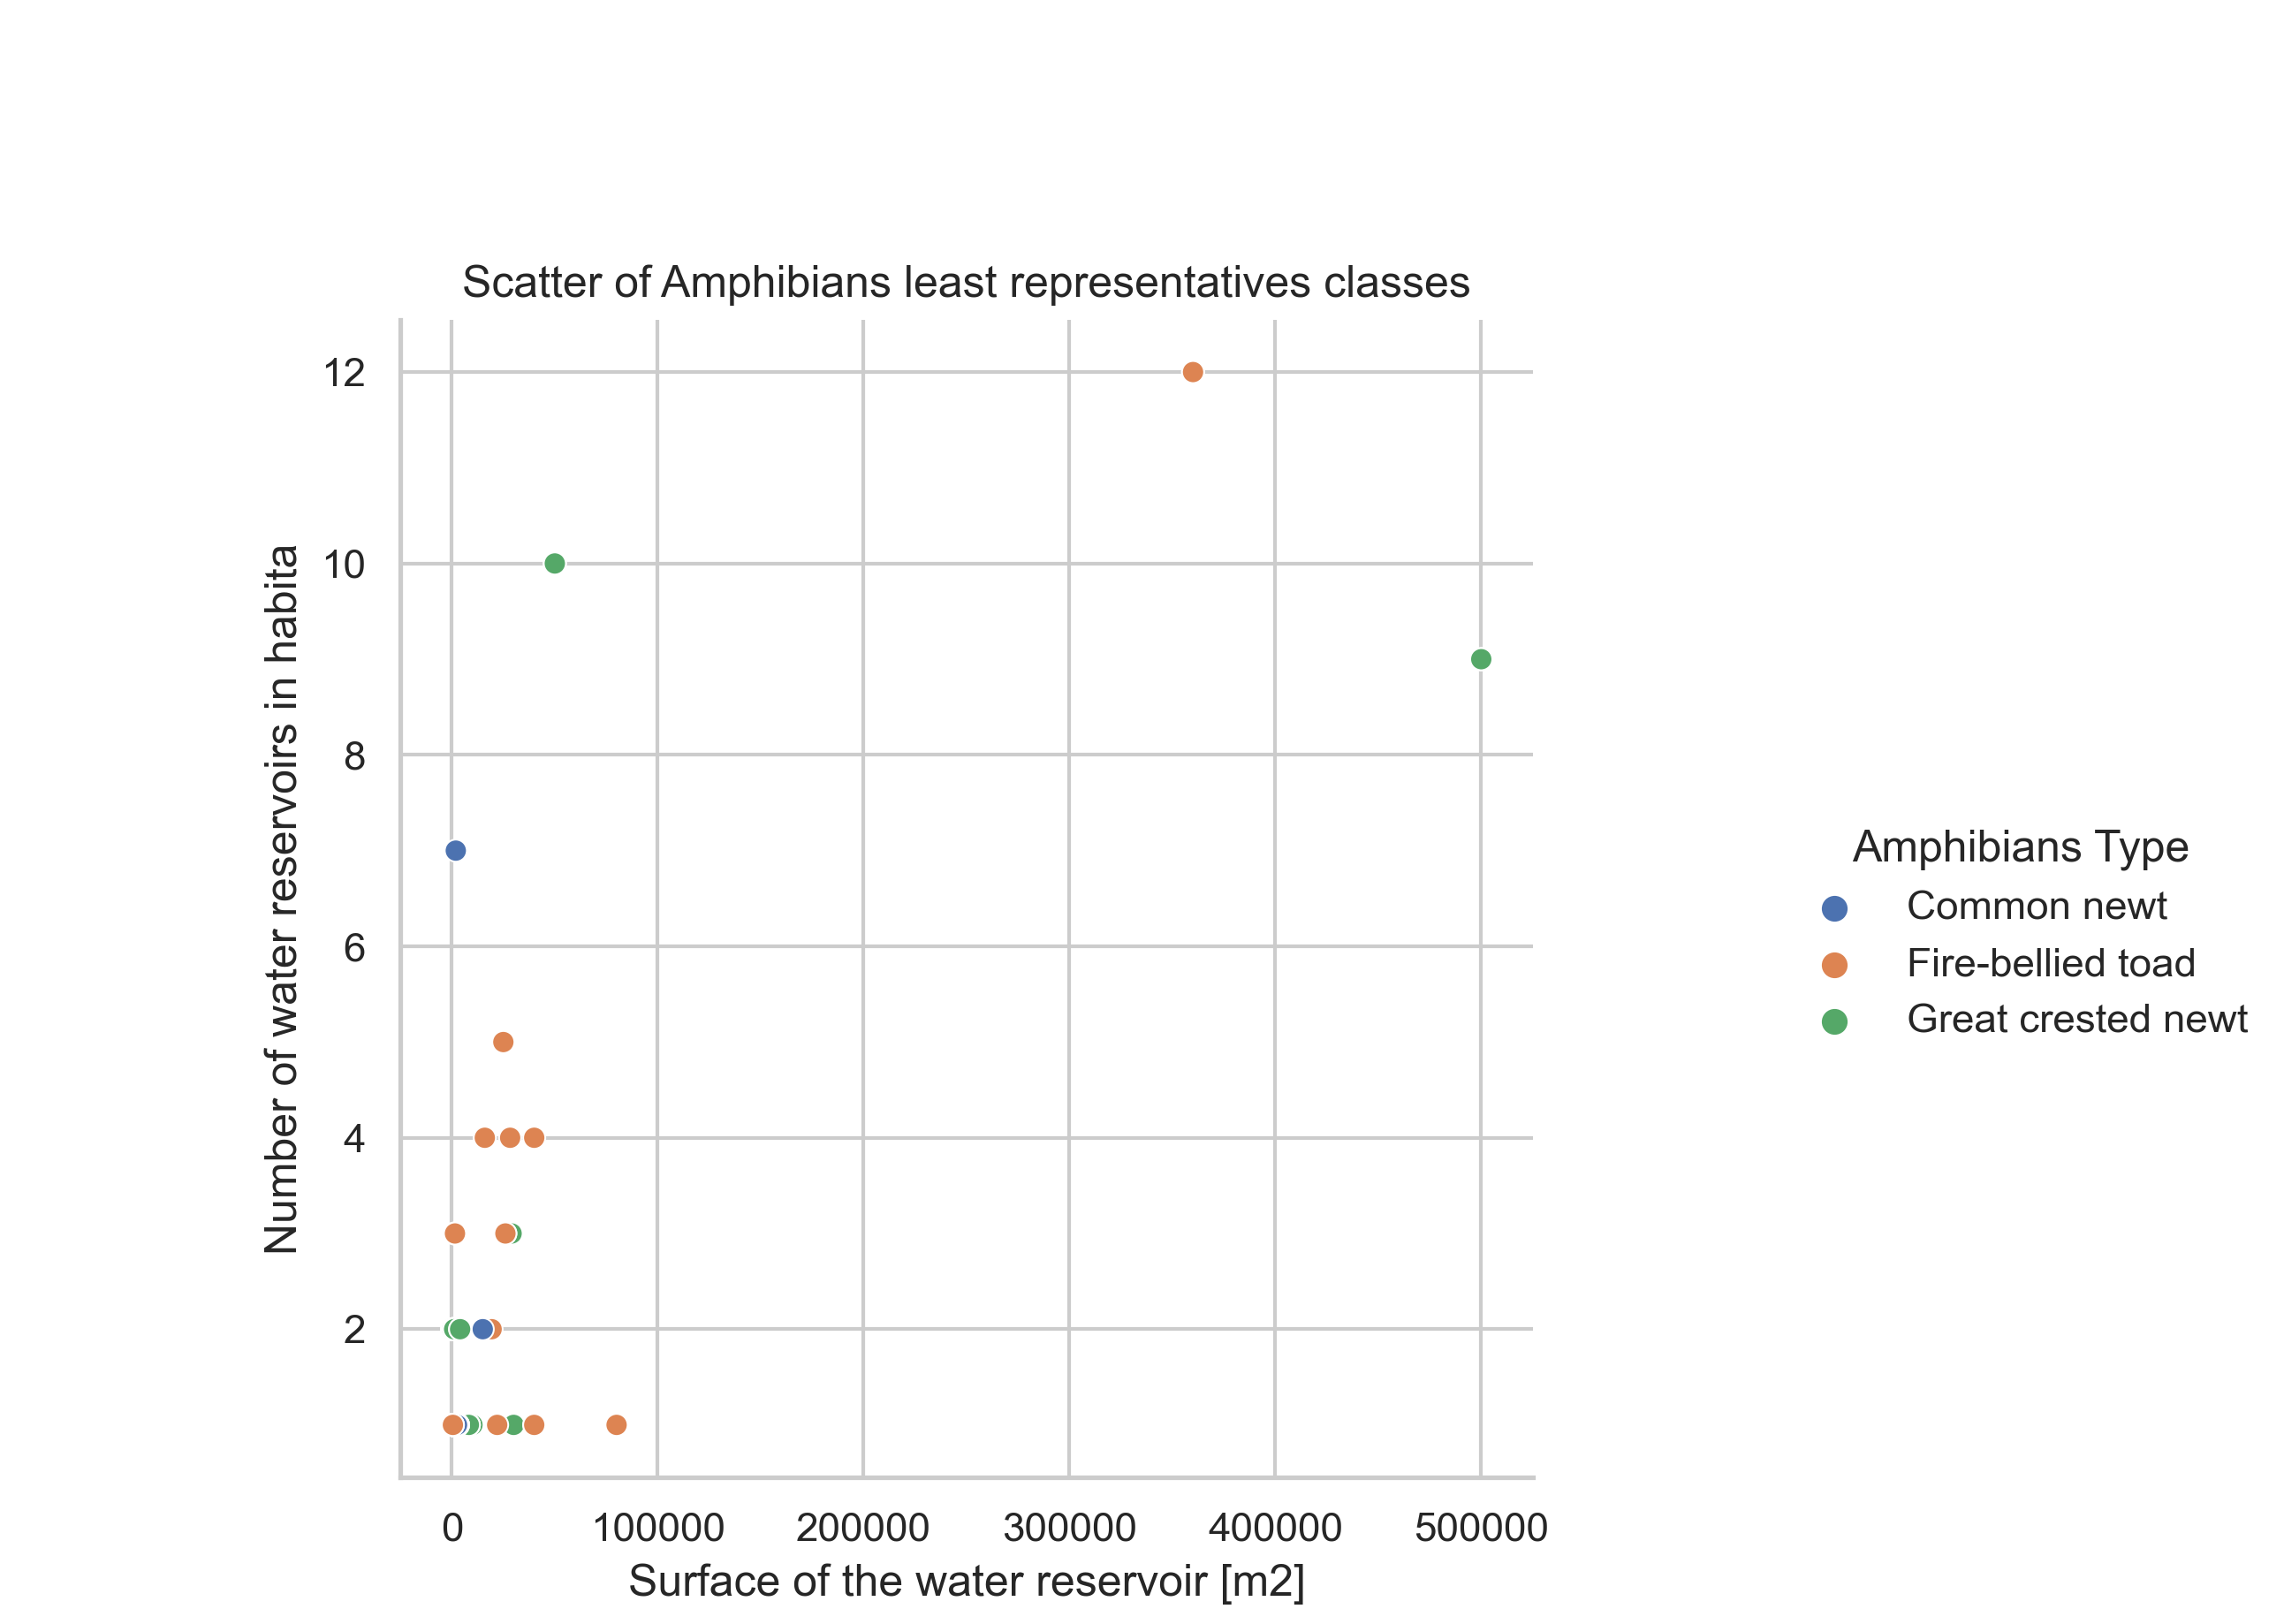 Scatter of Amphibians least representatives classes
12
10
8
6
4
2
Number of water reservoirs in habita
0 100000 200000 300000 400000 500000
Surface of the water reservoir [m2]
Amphibians Type
Common newt
Fire-bellied toad
Great crested newt